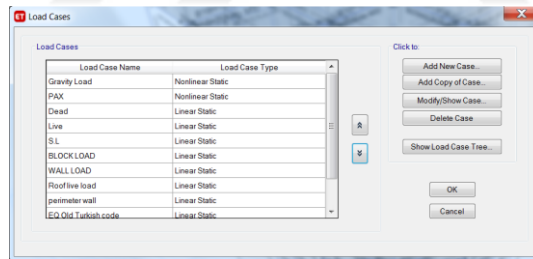 ET Load Cases X
Load Cases
Load Case Name Load Case Type
Gravity Load Nonlinear Static
PAX Nonlinear Static
Dead Linear Static
Live Linear Static
S.L Linear Static
BLOCK LOAD Linear Static
WALL LOAD Linear Static
Roof live load Linear Static
perimeter wall Linear Static
EQ Old Turkish code Linear Static
Click to:
Add New Case...
Add Copy of Case...
Modify/Show Case...
Delete Case
Show Load Case Tree...
OK
Cancel